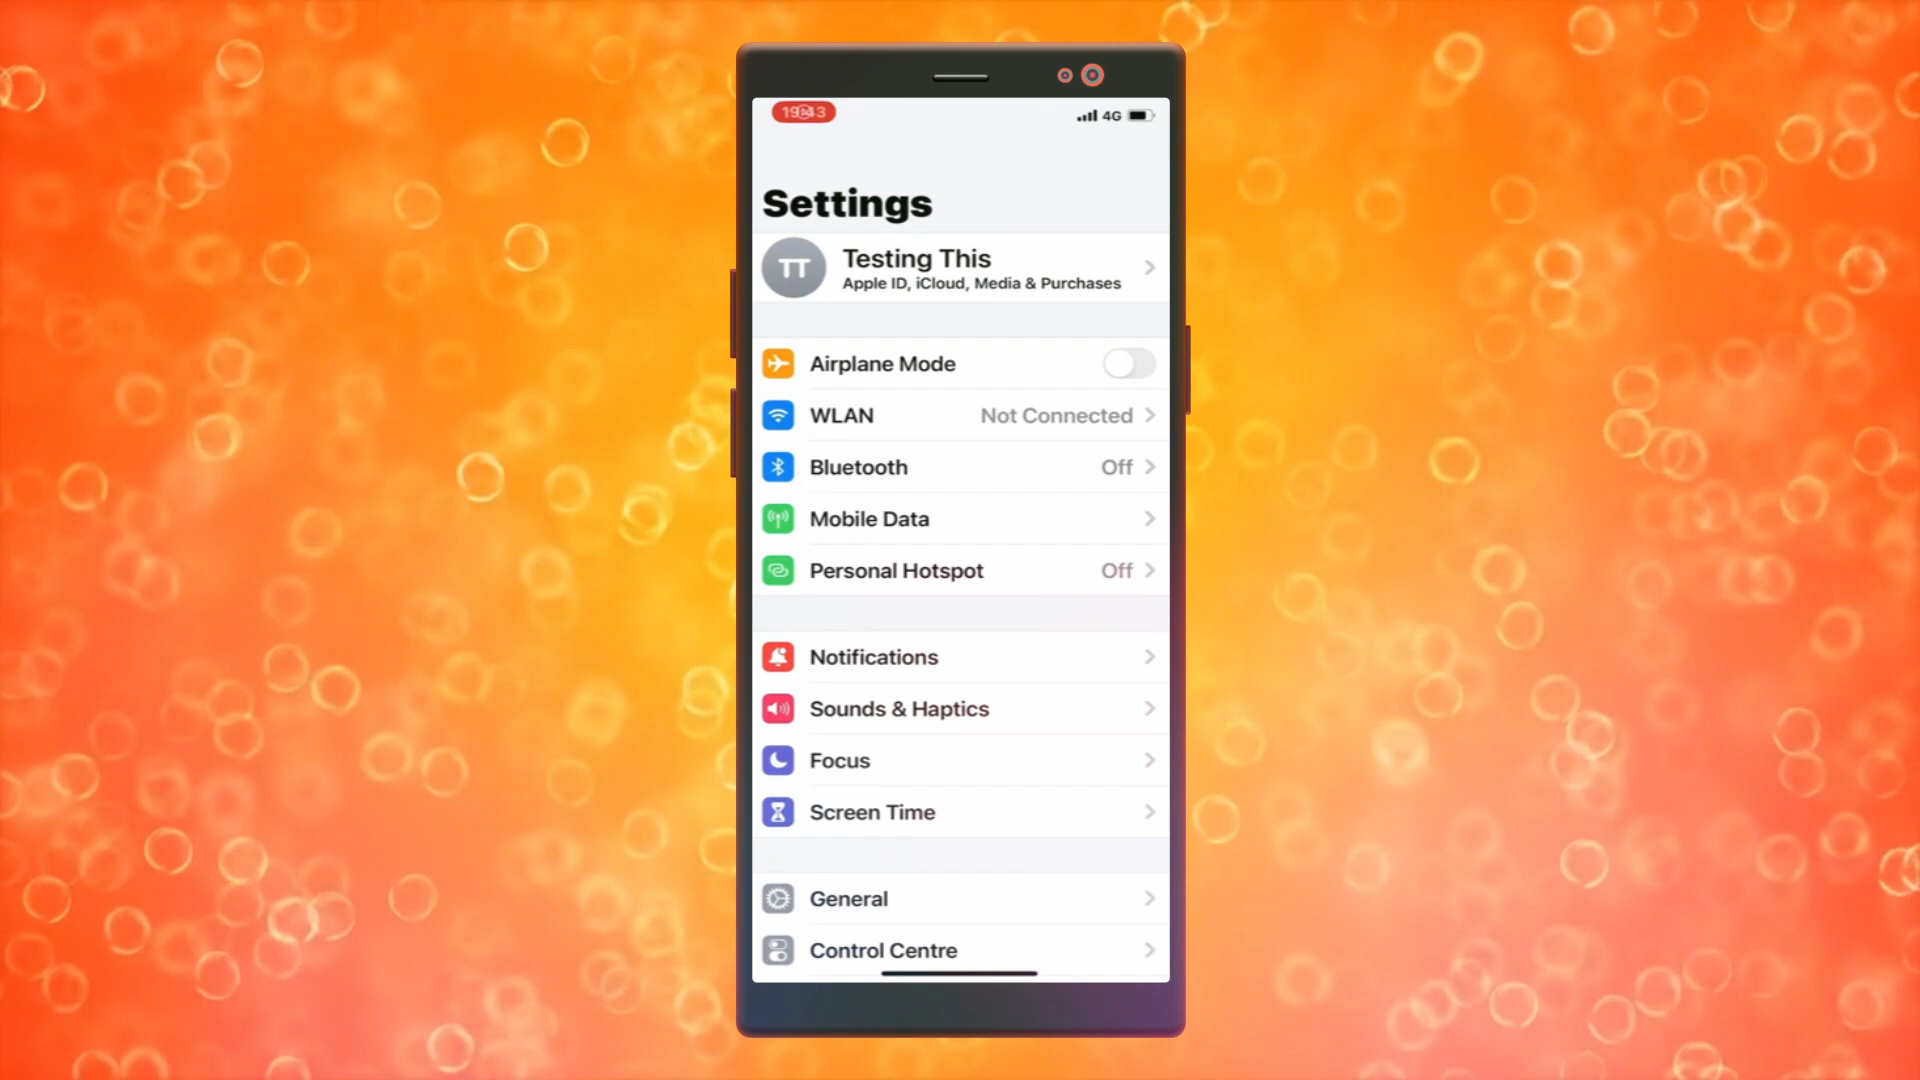 19:43
4G
Settings
TT
Testing This
Apple ID, iCloud, Media & Purchases
Airplane Mode
WLAN Not Connected
Bluetooth Off
Mobile Data
Personal Hotspot Off
Notifications
Sounds & Haptics
Focus
Screen Time
General
Control Centre